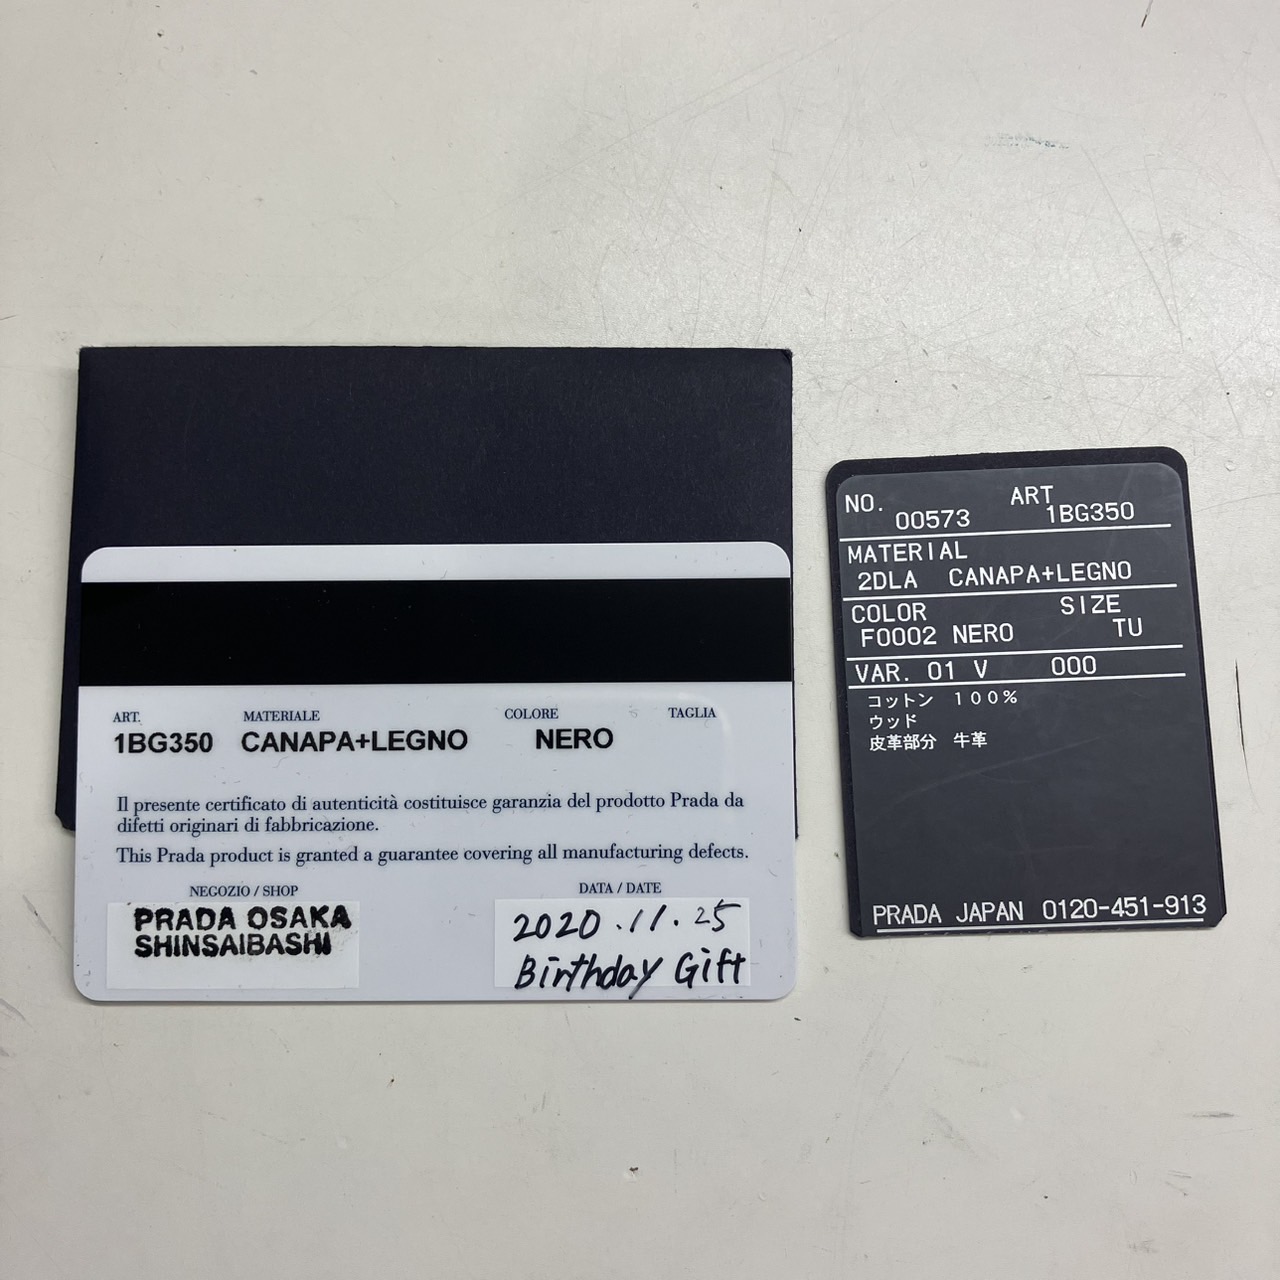 ART. MATERIALE COLORE TAGLIA
1BG350 CANAPA+LEGNO NERO
Il presente certificato di autenticità costituisce garanzia del prodotto Prada da
difetti originari di fabbricazione.
This Prada product is granted a guarantee covering all manufacturing defects.
NEGOZIO / SHOP DATA / DATE
PRADA OSAKA
SHINSAIBASHI
2020.11.25
Birthday Gift
NO. ART
00573 1BG350
MATERIAL
2DLA CANAPA+LEGNO
COLOR SIZE
F0002 NERO TU
VAR. 01 V 000
コットン 100%
ウッド
皮革部分 牛革
PRADA JAPAN 0120-451-913